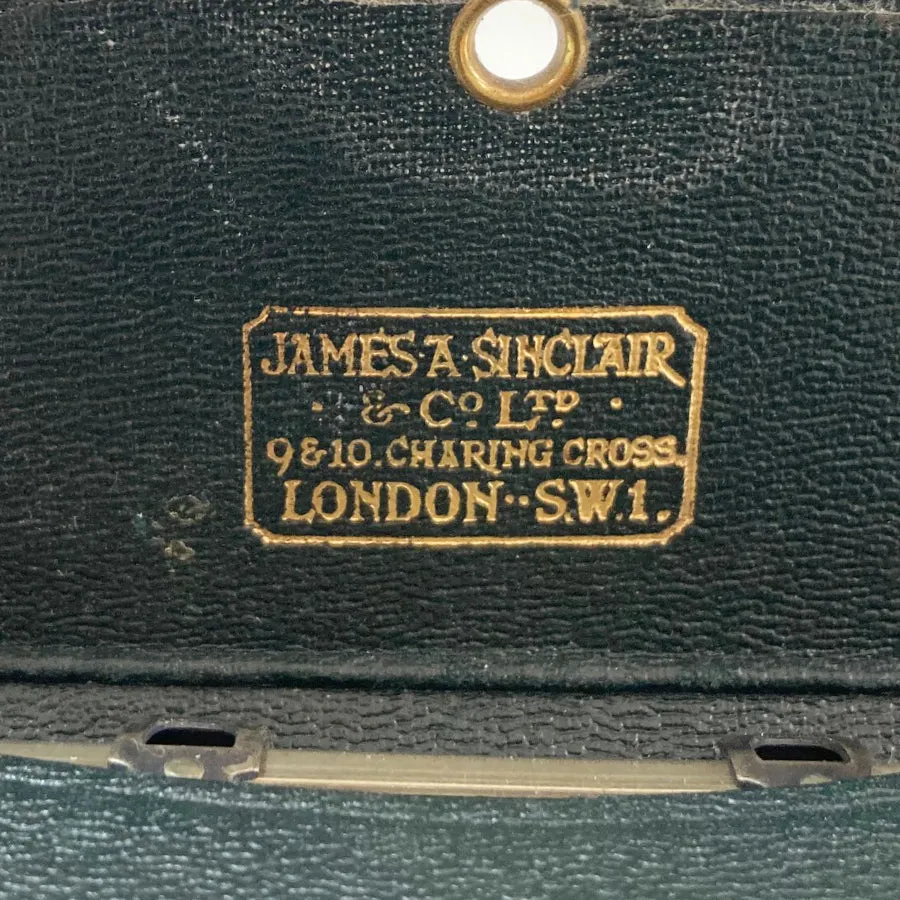 JAMES·A·SINCLAIR
· & Cº LTD ·
9 & 10. CHARING CROSS.
LONDON·· S.W.1.